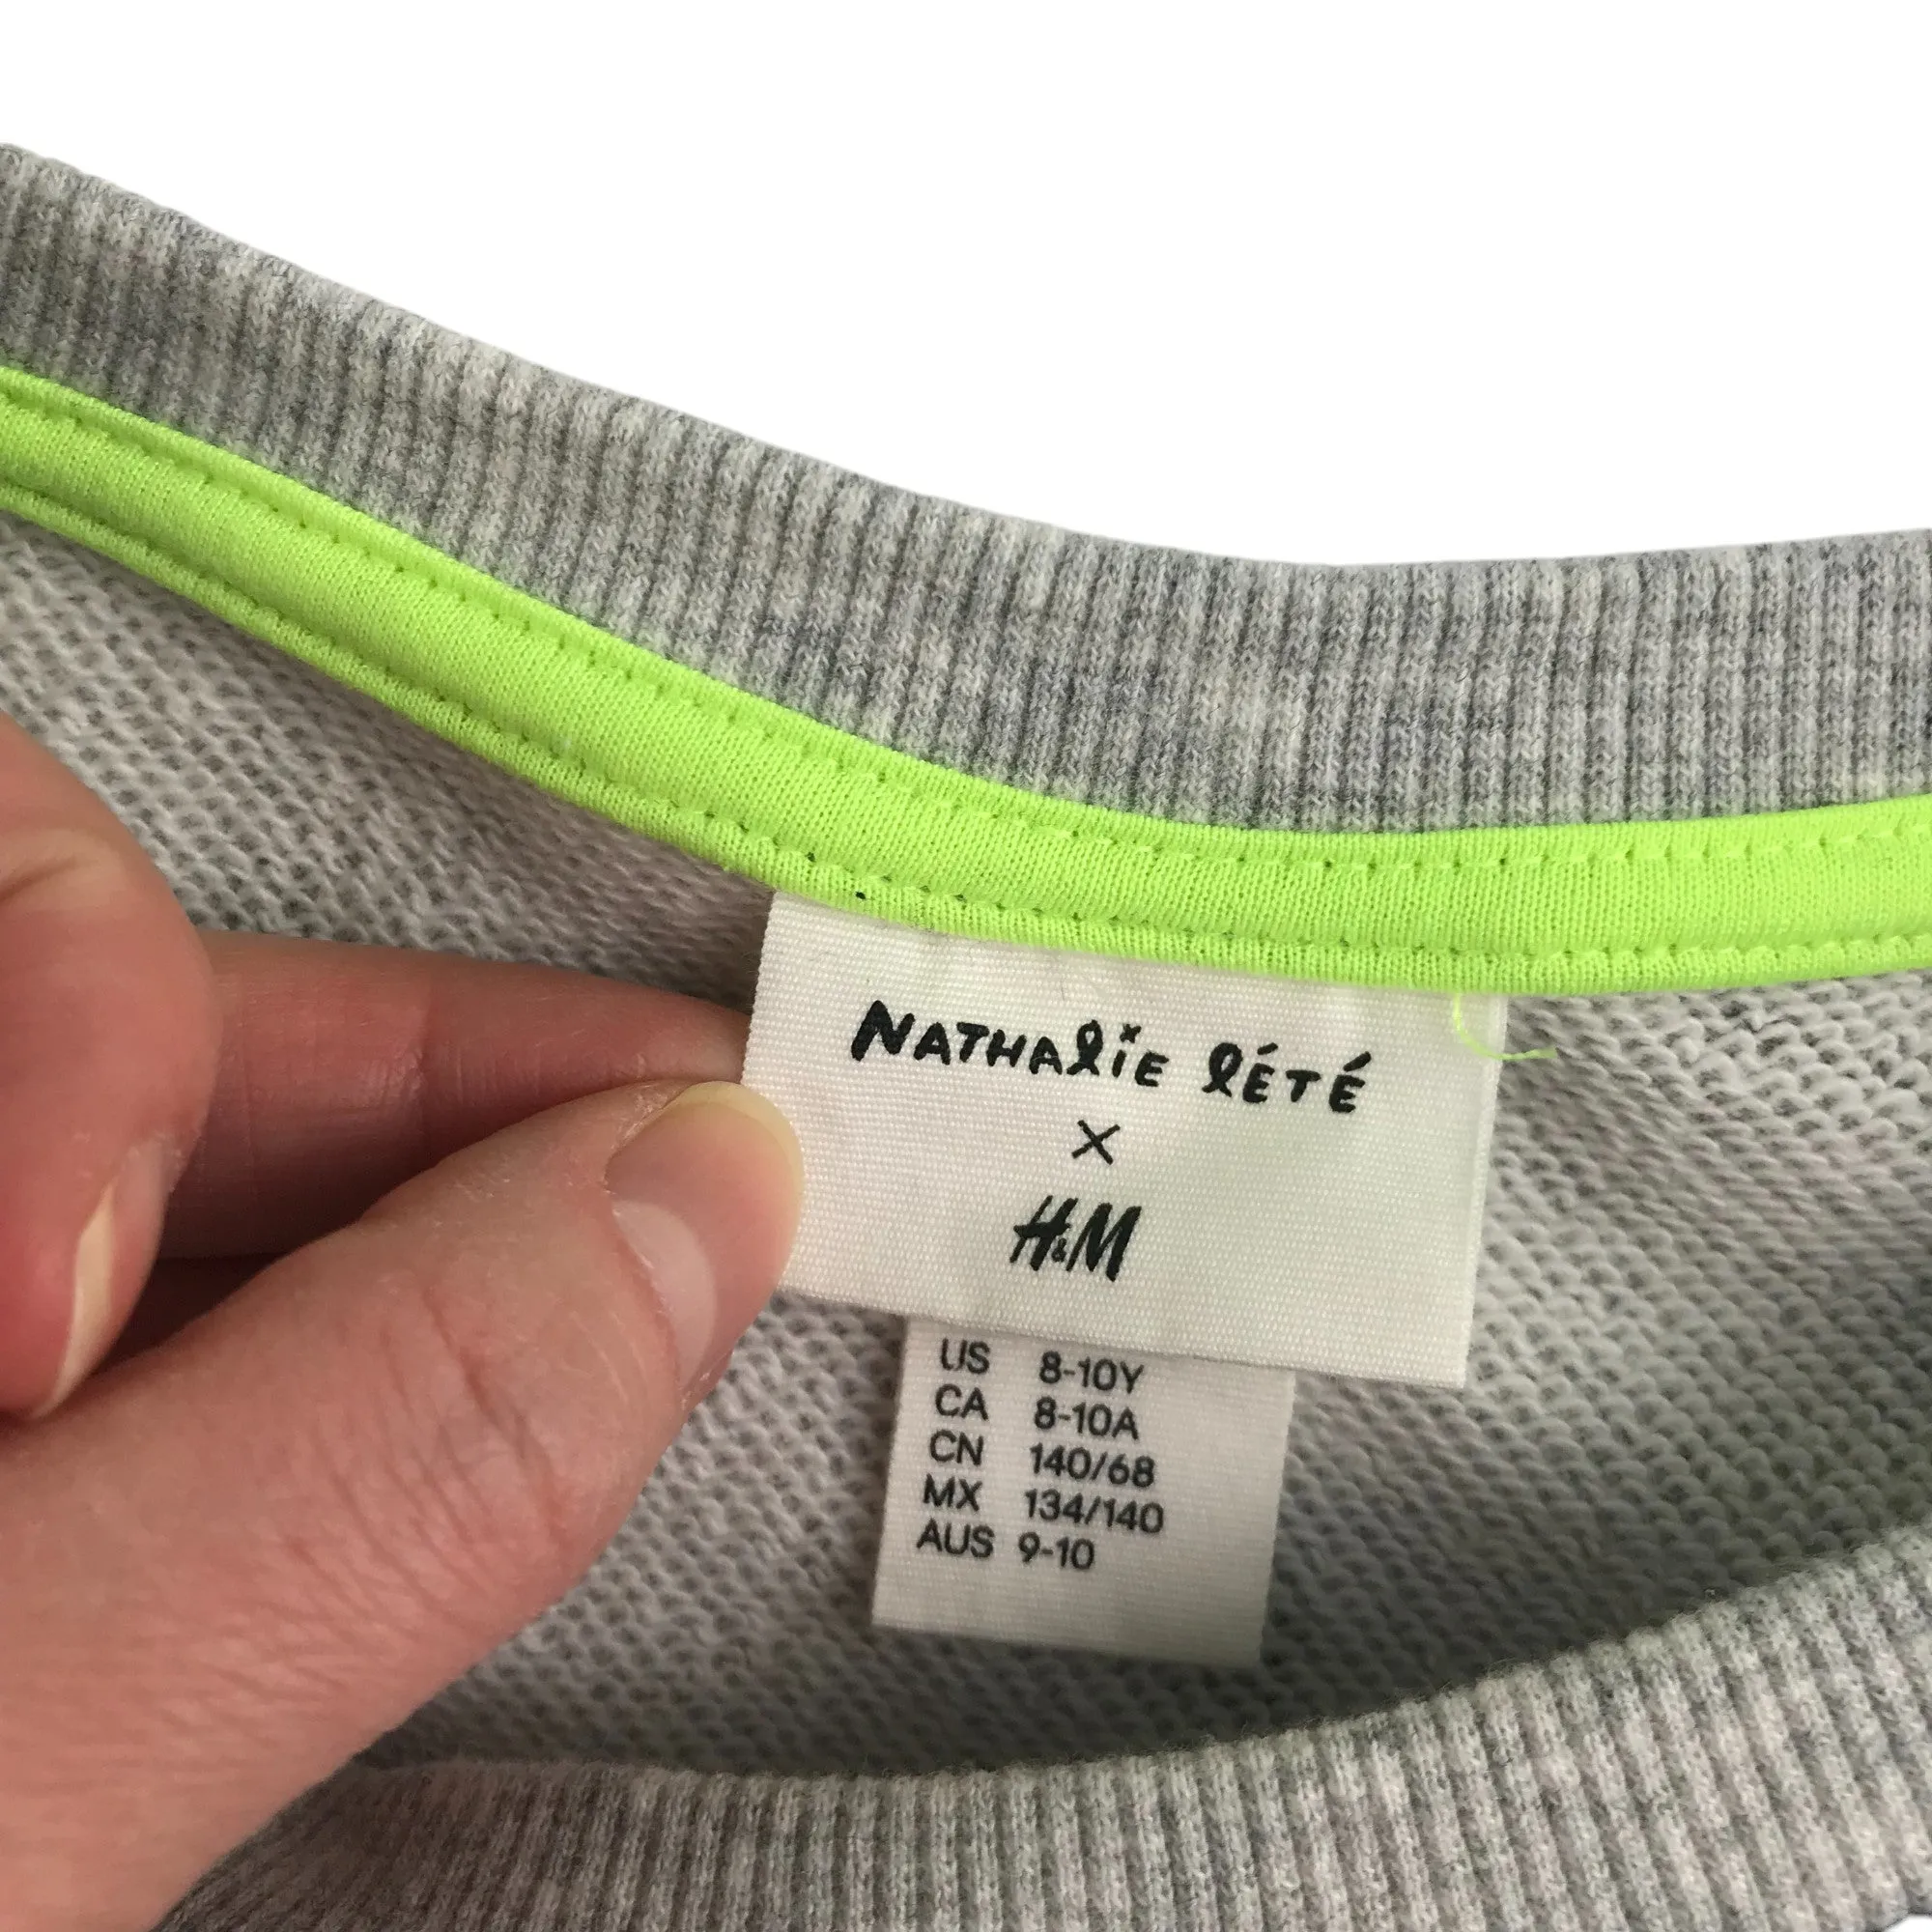 NATHALIE LÉTÉ
×
H&M
US 8-10Y
CA 8-10A
CN 140/68
MX 134/140
AUS 9-10